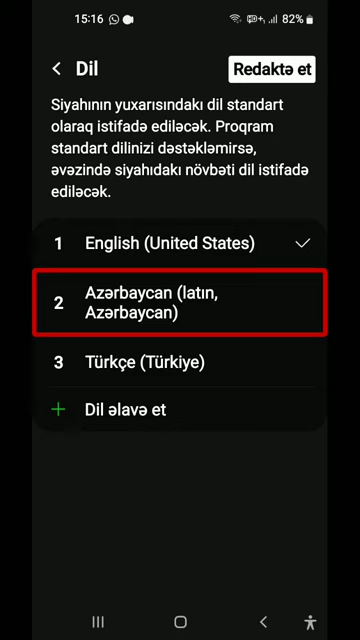 15:16 82%
Dil Redaktə et
Siyahının yuxarısındakı dil standart
olaraq istifadə ediləcək. Proqram
standart dilinizi dəstəkləmirsə,
əvəzində siyahıdakı növbəti dil istifadə
ediləcək.
1 English (United States)
2 Azərbaycan (latın,
Azərbaycan)
3 Türkçe (Türkiye)
+ Dil əlavə et